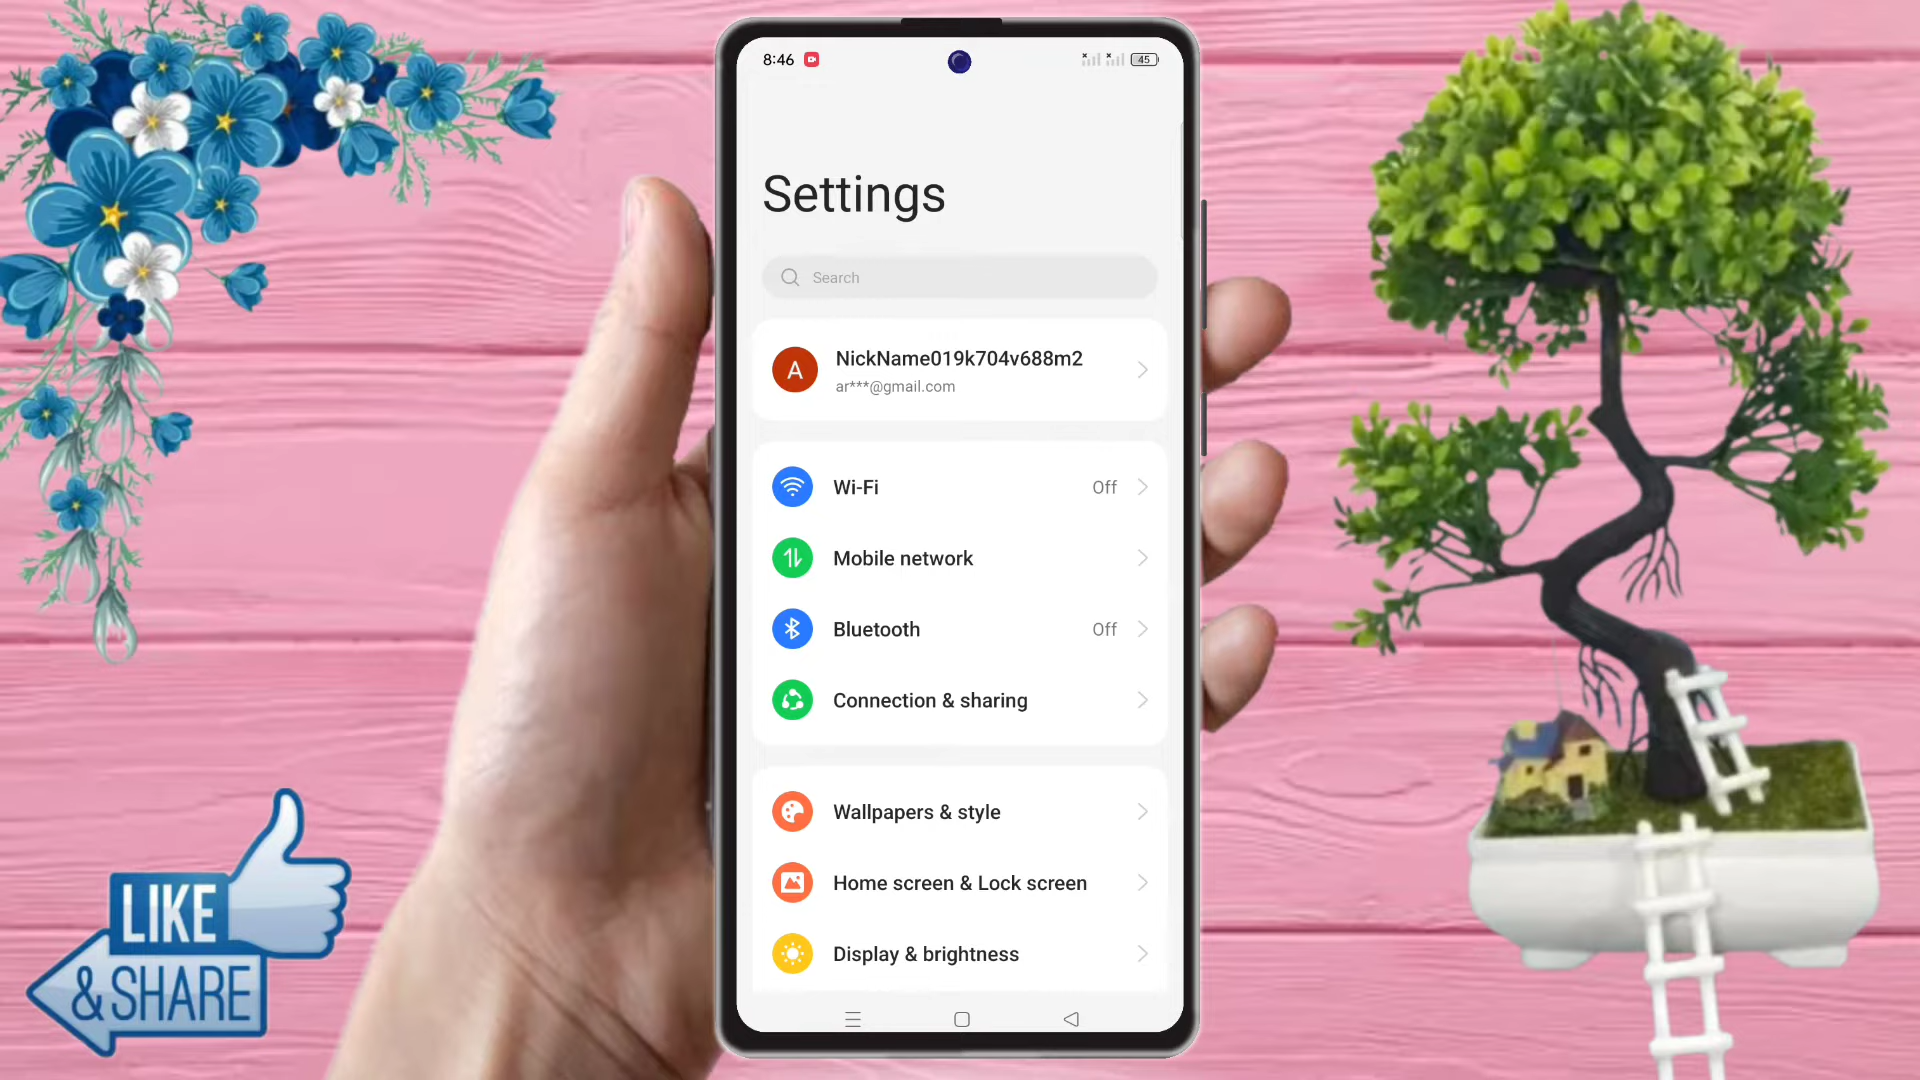 8:46
45
Settings
Search
A
NickName019k704v688m2
ar***@gmail.com
Wi-Fi Off
Mobile network
Bluetooth Off
Connection & sharing
Wallpapers & style
Home screen & Lock screen
Display & brightness
LIKE
& SHARE